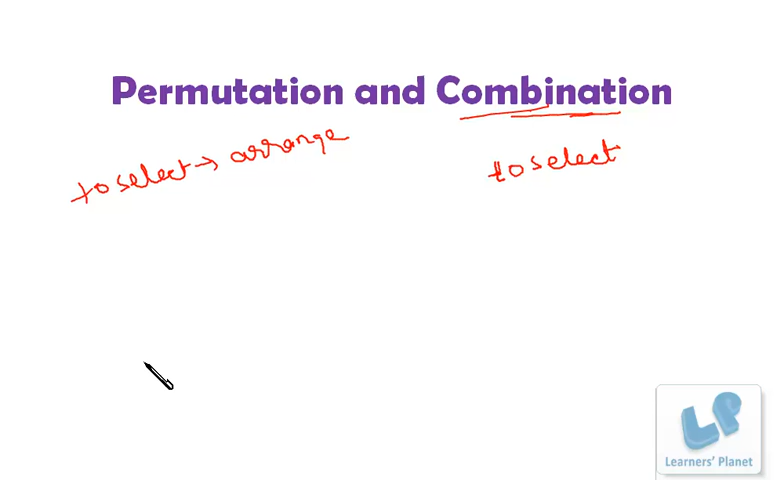 Permutation and Combination
to select → arrange
to select
LP
Learners' Planet